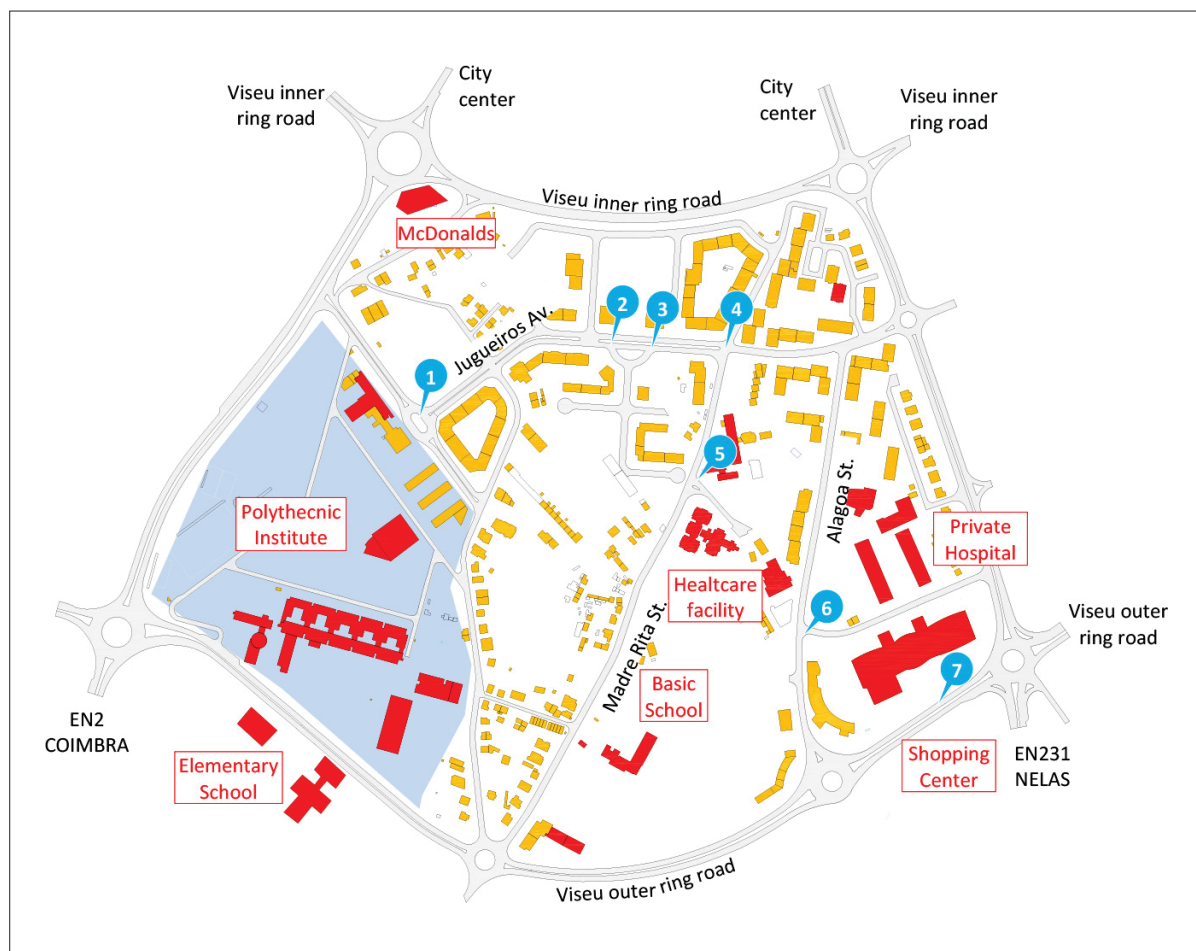 City
center
Viseu inner
ring road
City
center
Viseu inner
ring road
Viseu inner ring road
McDonalds
Jugueiros Av.
2
3
4
1
5
Polythecnic
Institute
Alagoa St.
Private
Hospital
Healtcare
facility
6
Viseu outer
ring road
Madre Rita St.
Basic
School
7
EN2
COIMBRA
Elementary
School
Shopping
Center
EN231
NELAS
Viseu outer ring road